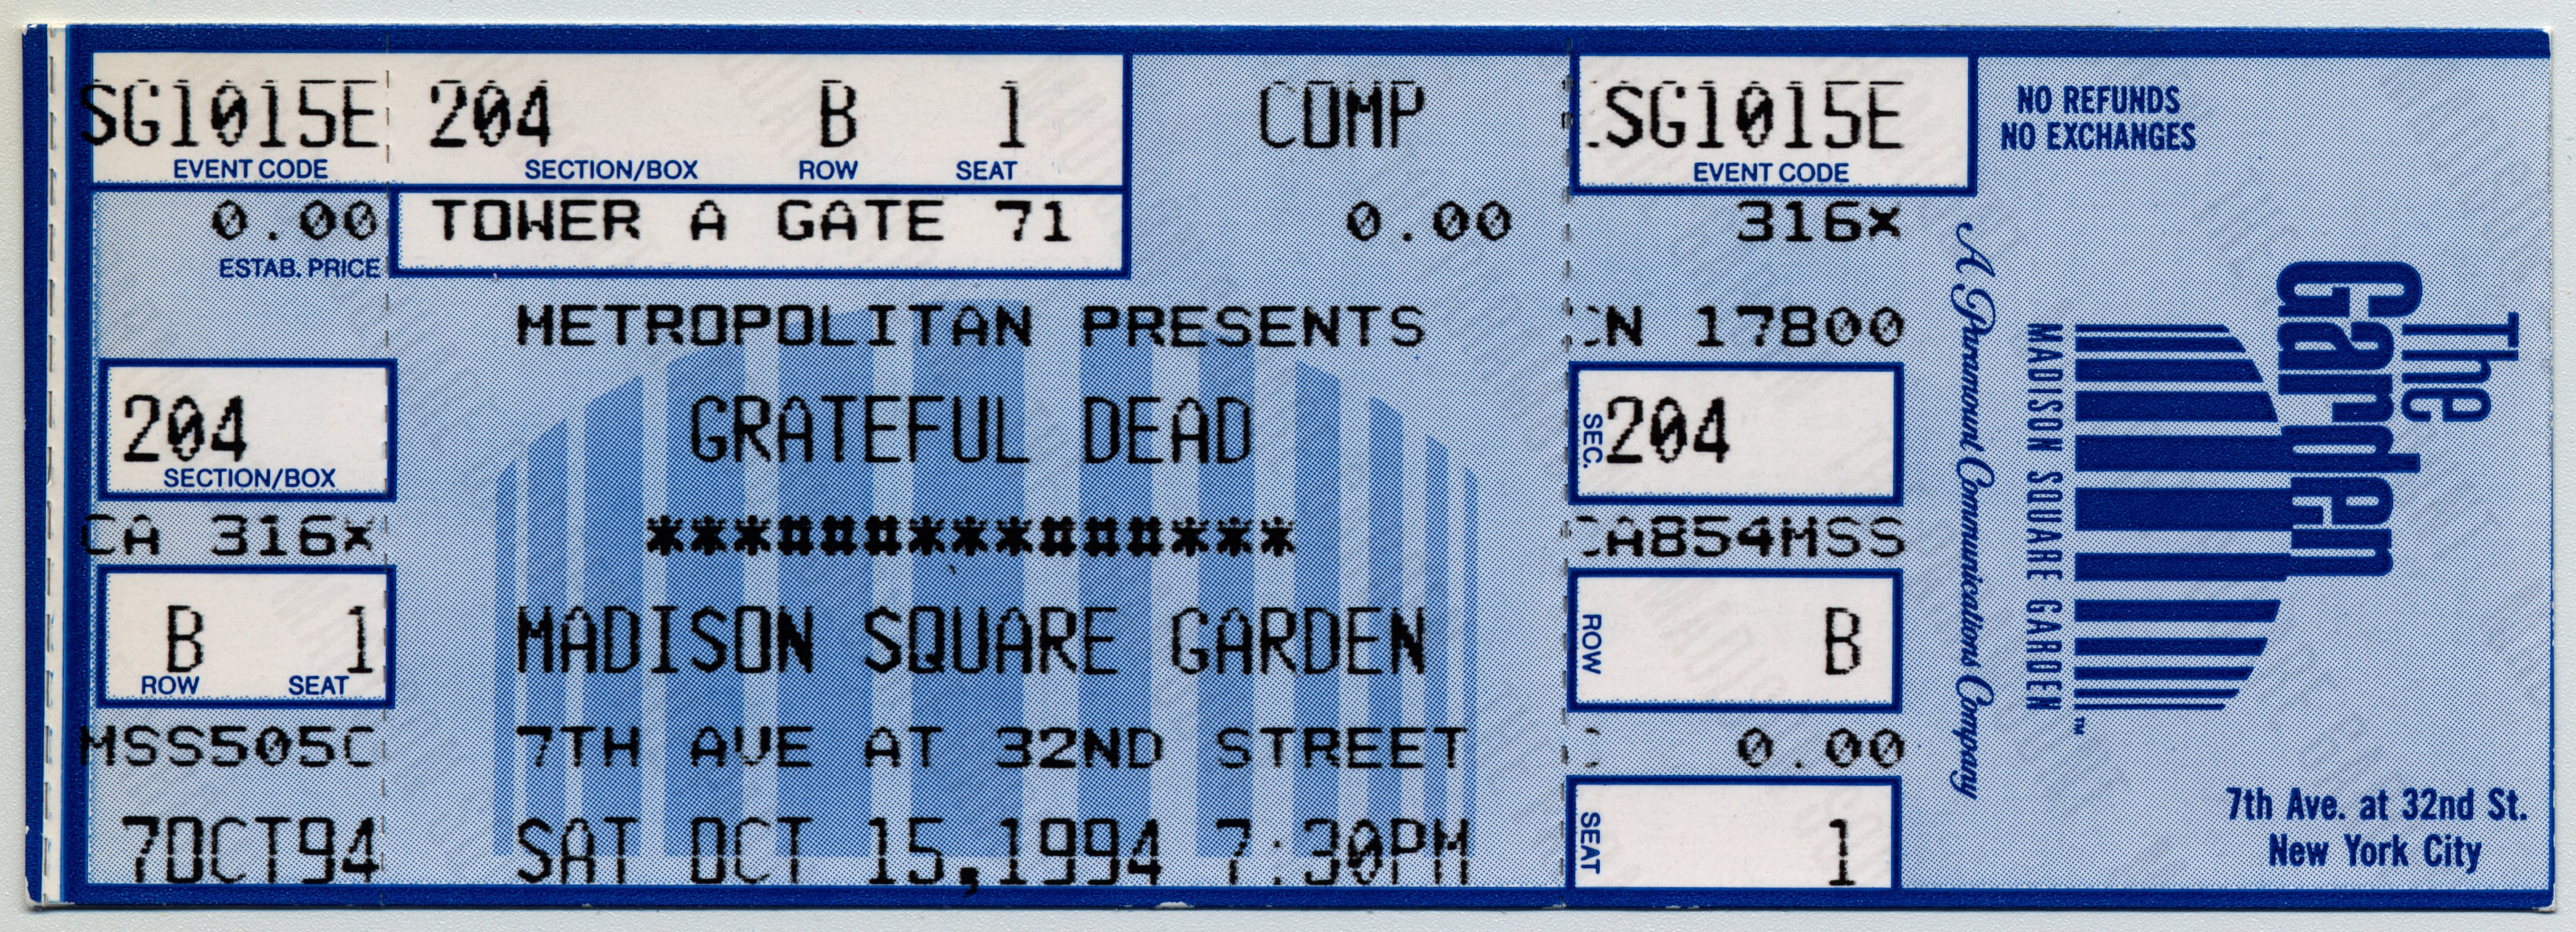 SG1015E
EVENT CODE
0.00
ESTAB. PRICE
204
SECTION/BOX
CA 316*
B 1
ROW SEAT
MSS505C
7OCT94
204 B 1
SECTION/BOX ROW SEAT
TOWER A GATE 71
COMP
0.00
METROPOLITAN PRESENTS
GRATEFUL DEAD
***###***###***
MADISON SQUARE GARDEN
7TH AVE AT 32ND STREET
SAT OCT 15,1994 7:30PM
SG1015E
EVENT CODE
316*
CN 17800
SEC. 204
CA854MSS
ROW B
C 0.00
SEAT 1
NO REFUNDS
NO EXCHANGES
A Paramount Communications Company
MADISON SQUARE GARDEN™
The
Garden
7th Ave. at 32nd St.
New York City